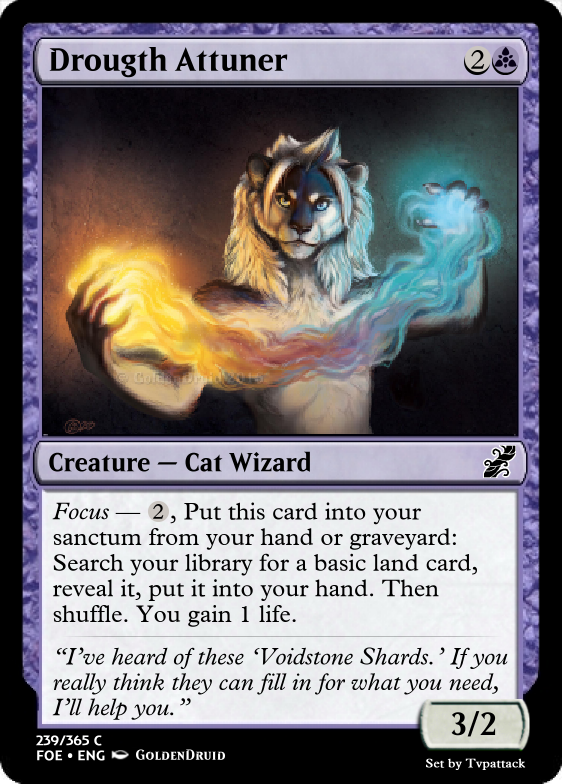 Drougth Attuner 2
© GoldenDruid
Creature — Cat Wizard
Focus — 2, Put this card into your
sanctum from your hand or graveyard:
Search your library for a basic land card,
reveal it, put it into your hand. Then
shuffle. You gain 1 life.
“I've heard of these ‘Voidstone Shards.’ If you
really think they can fill in for what you need,
I'll help you.”
3/2
239/365 C
FOE • ENG GoldenDruid
Set by Tvpattack